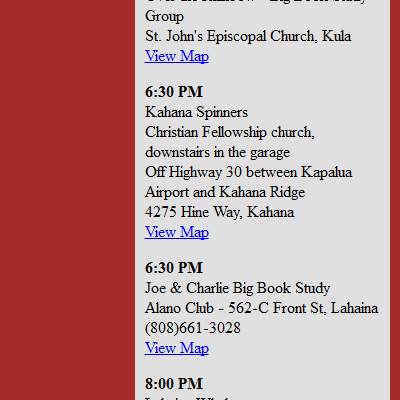 Group
St. John's Episcopal Church, Kula
View Map
6:30 PM
Kahana Spinners
Christian Fellowship church,
downstairs in the garage
Off Highway 30 between Kapalua
Airport and Kahana Ridge
4275 Hine Way, Kahana
View Map
6:30 PM
Joe & Charlie Big Book Study
Alano Club - 562-C Front St, Lahaina
(808)661-3028
View Map
8:00 PM